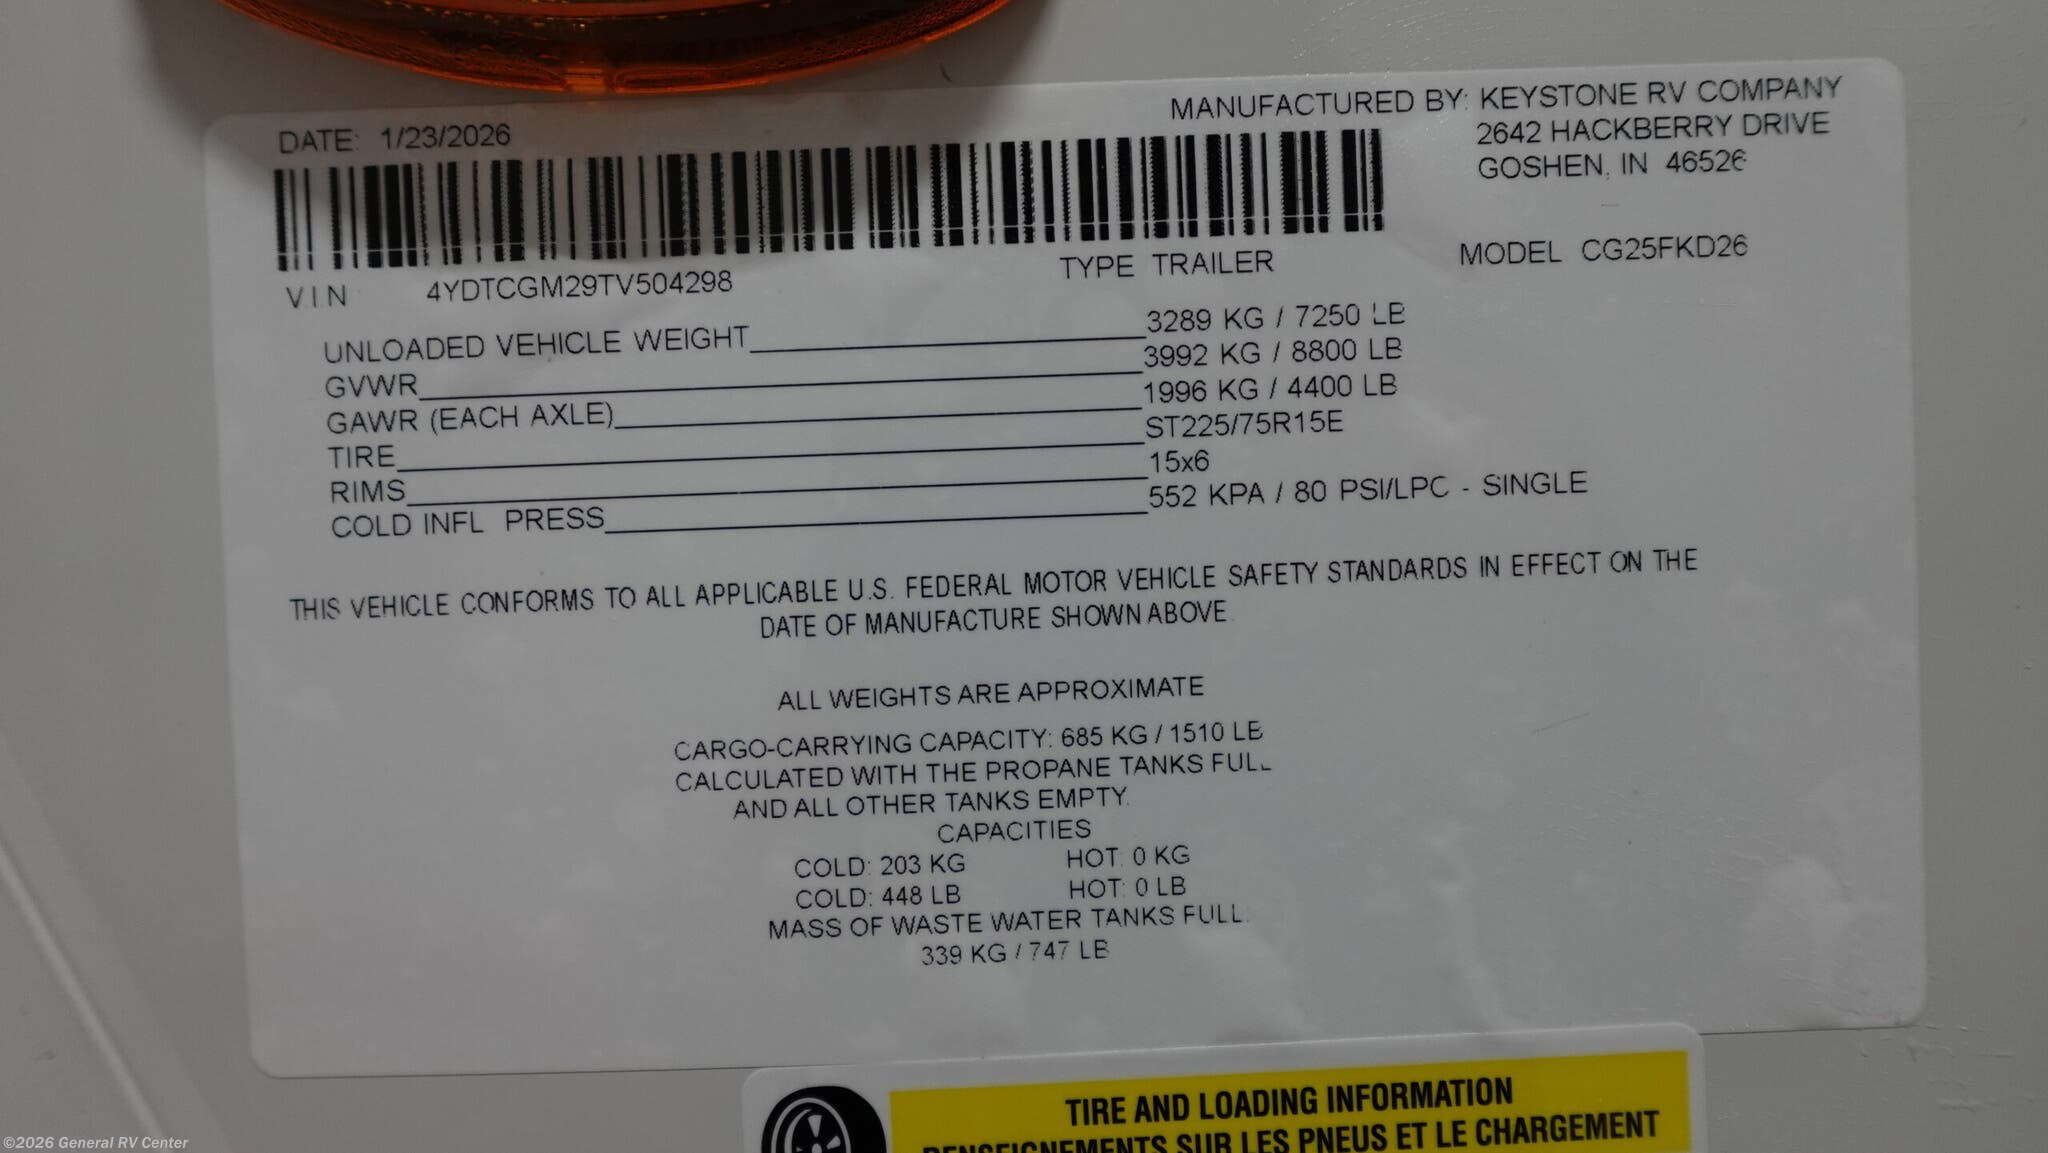 MANUFACTURED BY: KEYSTONE RV COMPANY
2642 HACKBERRY DRIVE
GOSHEN, IN 46526
DATE: 1/23/2026
VIN 4YDTCGM29TV504298
TYPE TRAILER
MODEL CG25FKD26
UNLOADED VEHICLE WEIGHT 3289 KG / 7250 LB
GVWR 3992 KG / 8800 LB
GAWR (EACH AXLE) 1996 KG / 4400 LB
TIRE ST225/75R15E
RIMS 15x6
COLD INFL PRESS 552 KPA / 80 PSI/LPC - SINGLE
THIS VEHICLE CONFORMS TO ALL APPLICABLE U.S. FEDERAL MOTOR VEHICLE SAFETY STANDARDS IN EFFECT ON THE
DATE OF MANUFACTURE SHOWN ABOVE.
ALL WEIGHTS ARE APPROXIMATE
CARGO-CARRYING CAPACITY: 685 KG / 1510 LB
CALCULATED WITH THE PROPANE TANKS FULL
AND ALL OTHER TANKS EMPTY.
CAPACITIES
COLD: 203 KG HOT: 0 KG
COLD: 448 LB HOT: 0 LB
MASS OF WASTE WATER TANKS FULL:
339 KG / 747 LB
TIRE AND LOADING INFORMATION
RENSEIGNEMENTS SUR LES PNEUS ET LE CHARGEMENT
©2026 General RV Center